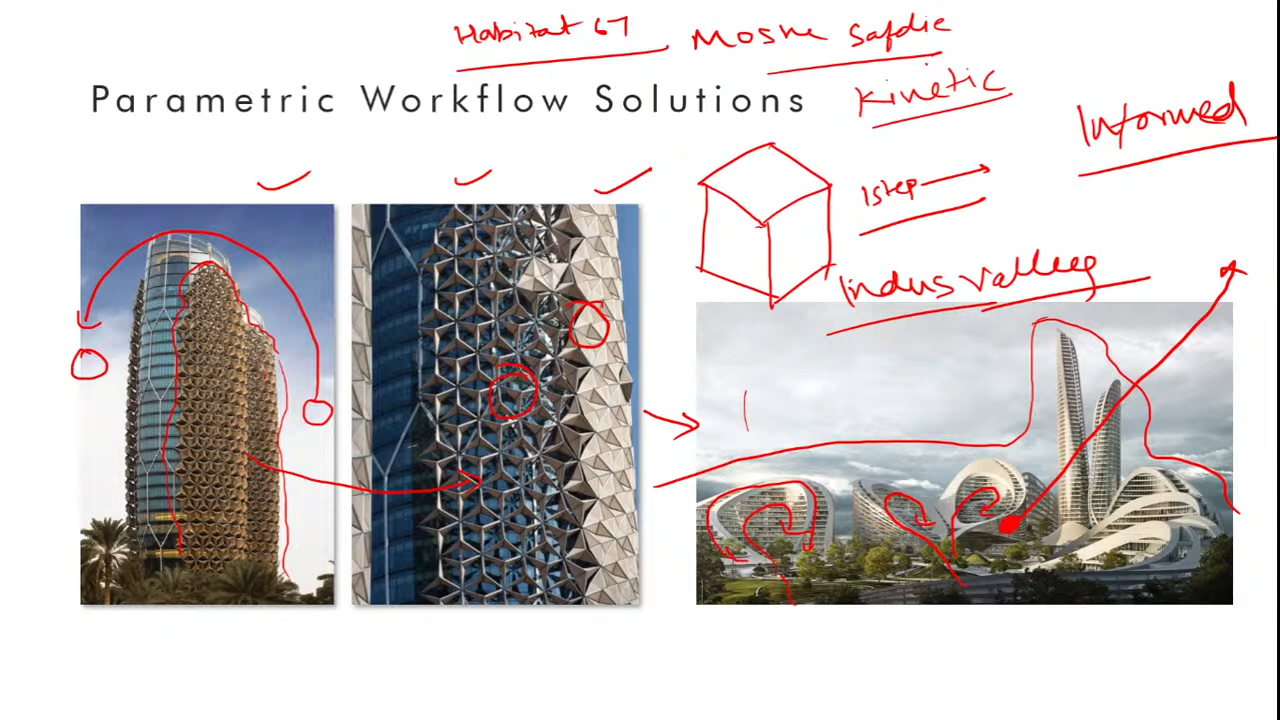 Habitat 67 Moshe Safdie
Parametric Workflow Solutions
Kinetic
Informed
1step
Indus Valley